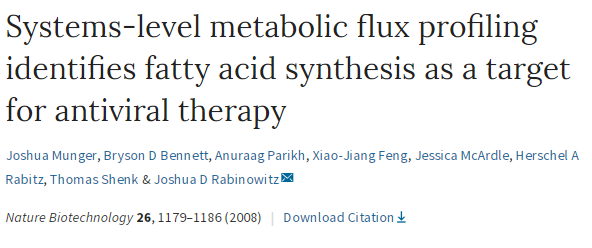 Systems-level metabolic flux profiling
identifies fatty acid synthesis as a target
for antiviral therapy
Joshua Munger, Bryson D Bennett, Anuraag Parikh, Xiao-Jiang Feng, Jessica McArdle, Herschel A
Rabitz, Thomas Shenk & Joshua D Rabinowitz
Nature Biotechnology 26, 1179–1186 (2008) | Download Citation